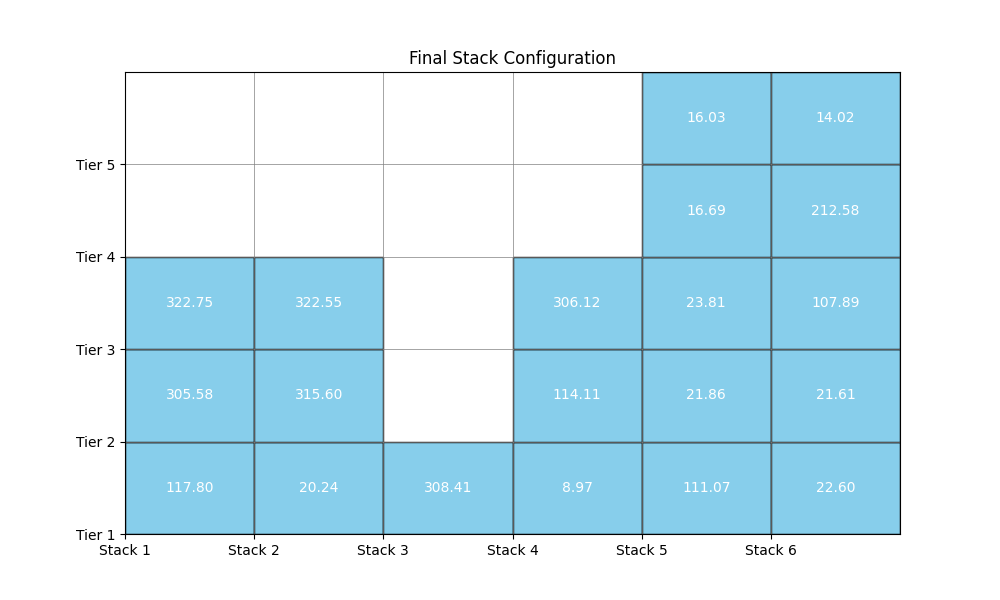 Final Stack Configuration
16.03 14.02
Tier 5
16.69 212.58
Tier 4
322.75 322.55 306.12 23.81 107.89
Tier 3
305.58 315.60 114.11 21.86 21.61
Tier 2
117.80 20.24 308.41 8.97 111.07 22.60
Tier 1
Stack 1 Stack 2 Stack 3 Stack 4 Stack 5 Stack 6